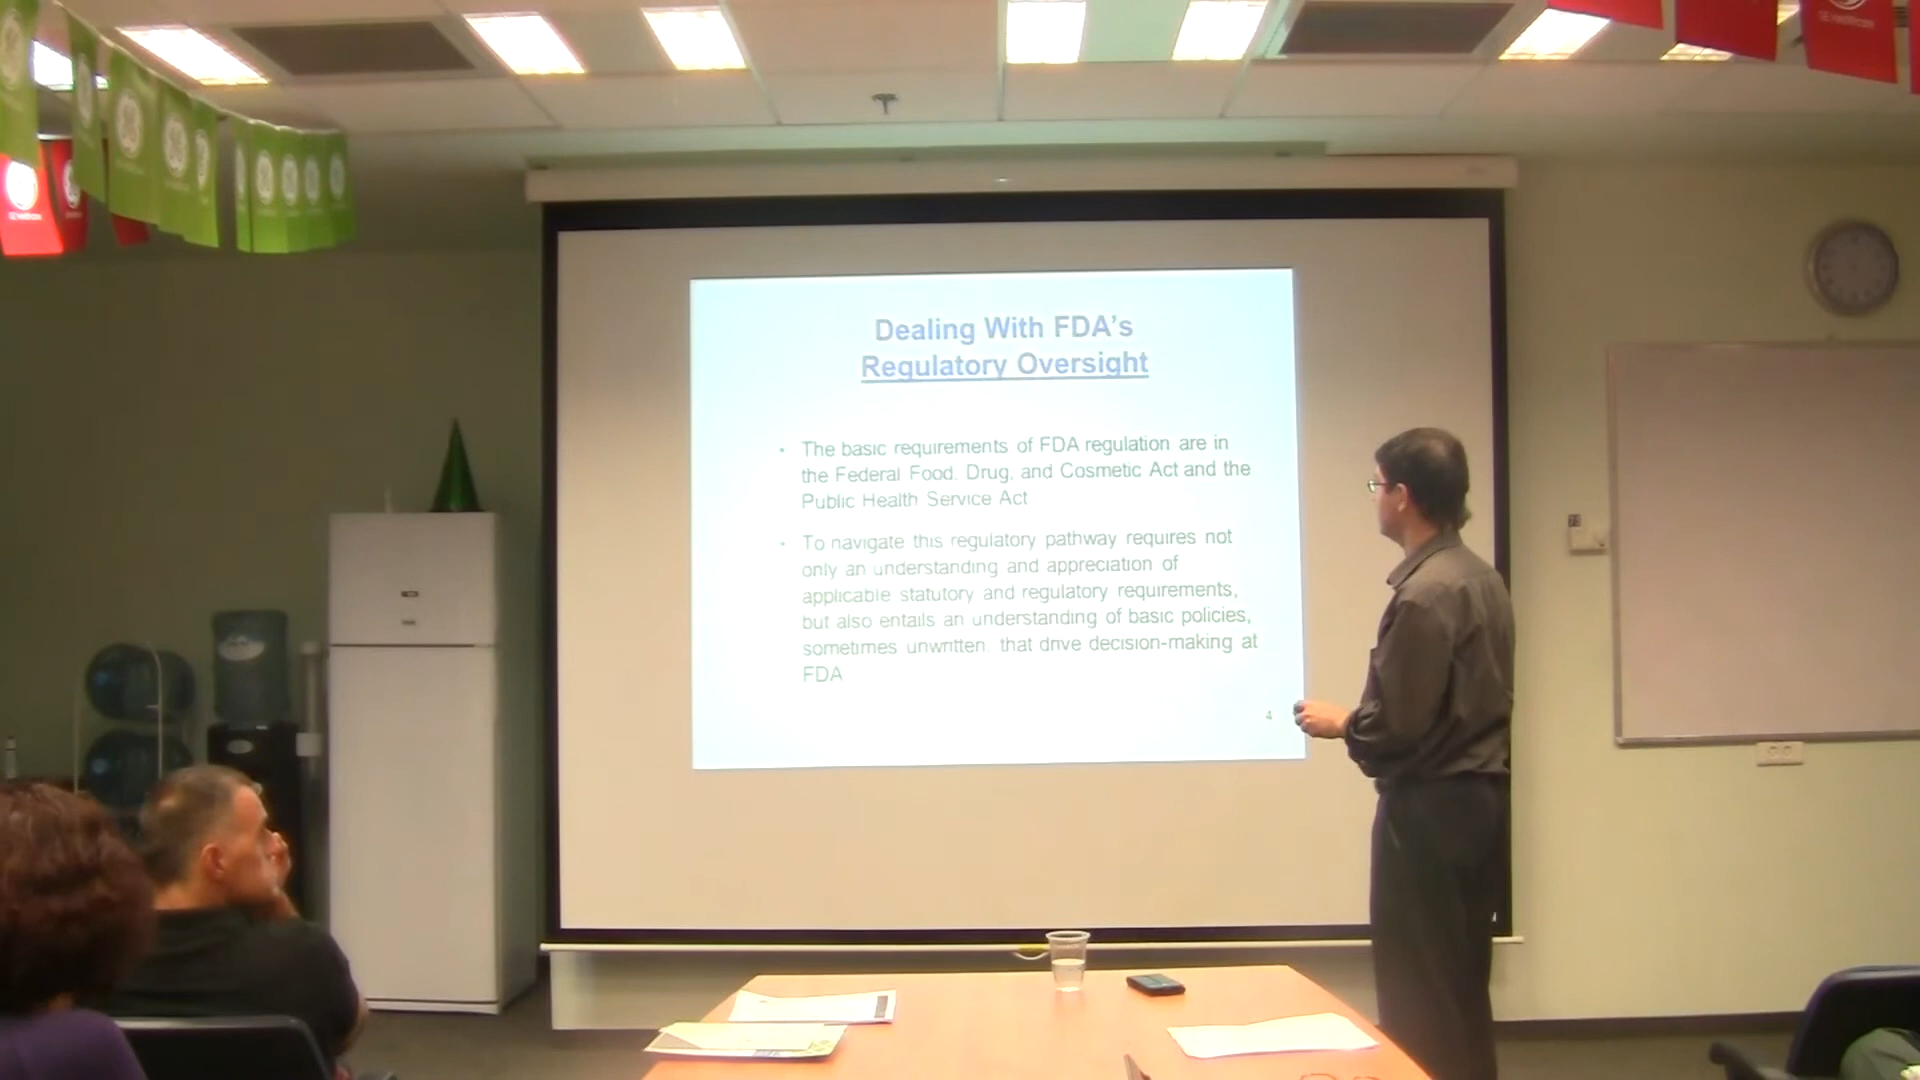 GE Healthcare
Dealing With FDA's
Regulatory Oversight
• The basic requirements of FDA regulation are in
the Federal Food, Drug, and Cosmetic Act and the
Public Health Service Act
• To navigate this regulatory pathway requires not
only an understanding and appreciation of
applicable statutory and regulatory requirements,
but also entails an understanding of basic policies,
sometimes unwritten, that drive decision-making at
FDA
4